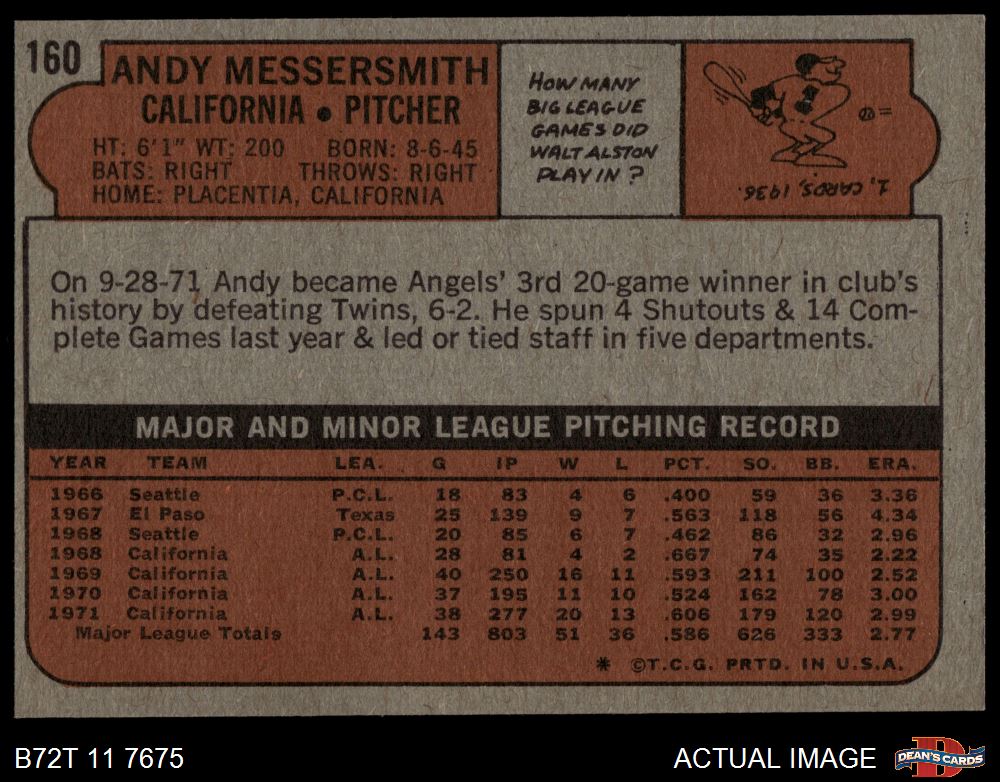 160
ANDY MESSERSMITH
CALIFORNIA • PITCHER
HT: 6'1" WT: 200 BORN: 8-6-45
BATS: RIGHT THROWS: RIGHT
HOME: PLACENTIA, CALIFORNIA
HOW MANY
BIG LEAGUE
GAMES DID
WALT ALSTON
PLAY IN ?
1, CARDS, 1936.
On 9-28-71 Andy became Angels' 3rd 20-game winner in club's
history by defeating Twins, 6-2. He spun 4 Shutouts & 14 Com-
plete Games last year & led or tied staff in five departments.
MAJOR AND MINOR LEAGUE PITCHING RECORD
YEAR TEAM LEA. G IP W L PCT. SO. BB. ERA.
1966 Seattle P.C.L. 18 83 4 6 .400 59 36 3.36
1967 El Paso Texas 25 139 9 7 .563 118 56 4.34
1968 Seattle P.C.L. 20 85 6 7 .462 86 32 2.96
1968 California A.L. 28 81 4 2 .667 74 35 2.22
1969 California A.L. 40 250 16 11 .593 211 100 2.52
1970 California A.L. 37 195 11 10 .524 162 78 3.00
1971 California A.L. 38 277 20 13 .606 179 120 2.99
Major League Totals 143 803 51 36 .586 626 333 2.77
* ©T.C.G. PRTD. IN U.S.A.
B72T 11 7675
ACTUAL IMAGE
D
DEAN'S CARDS